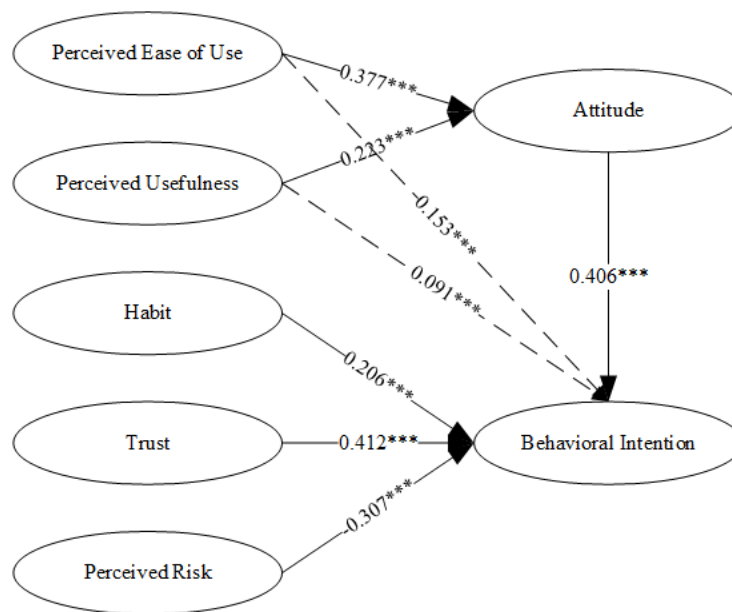 Perceived Ease of Use
0.377***
Attitude
0.223***
Perceived Usefulness
0.153***
0.091***
0.406***
Habit
0.206***
Trust
0.412***
Behavioral Intention
-0.307***
Perceived Risk